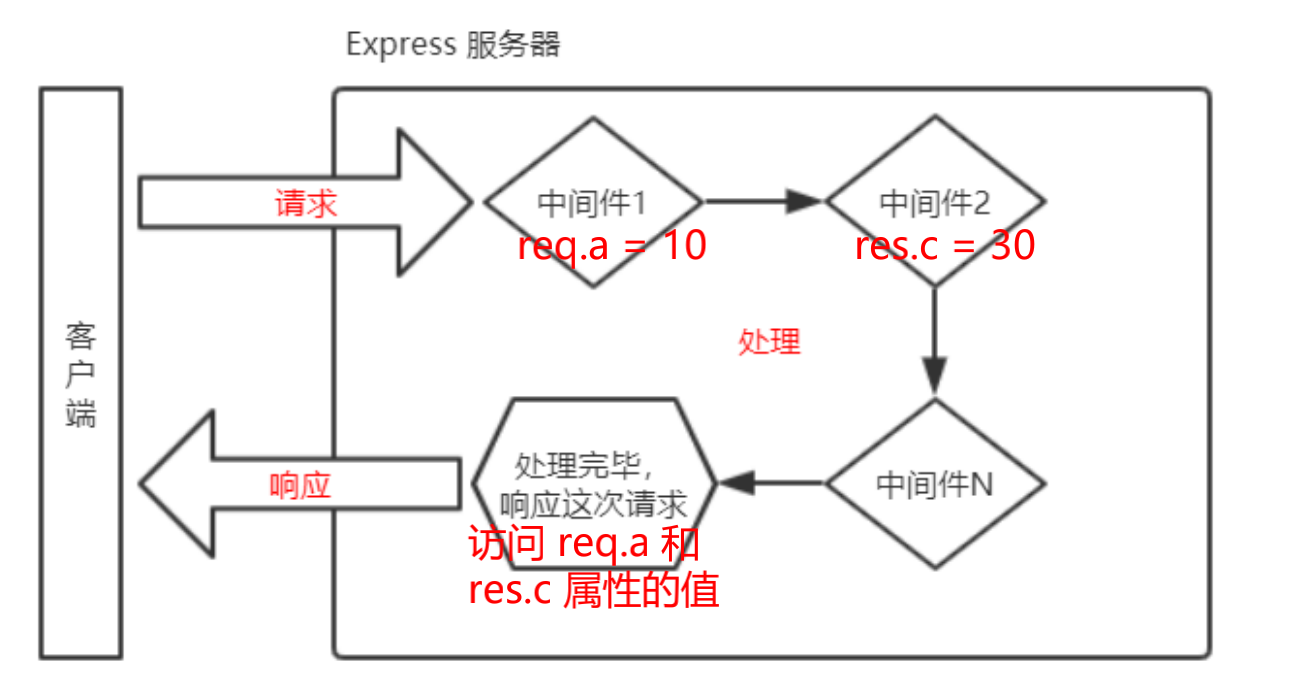 Express 服务器
客户端
请求
中间件1
req.a = 10
中间件2
res.c = 30
处理
中间件N
处理完毕，
响应这次请求
访问 req.a 和
res.c 属性的值
响应